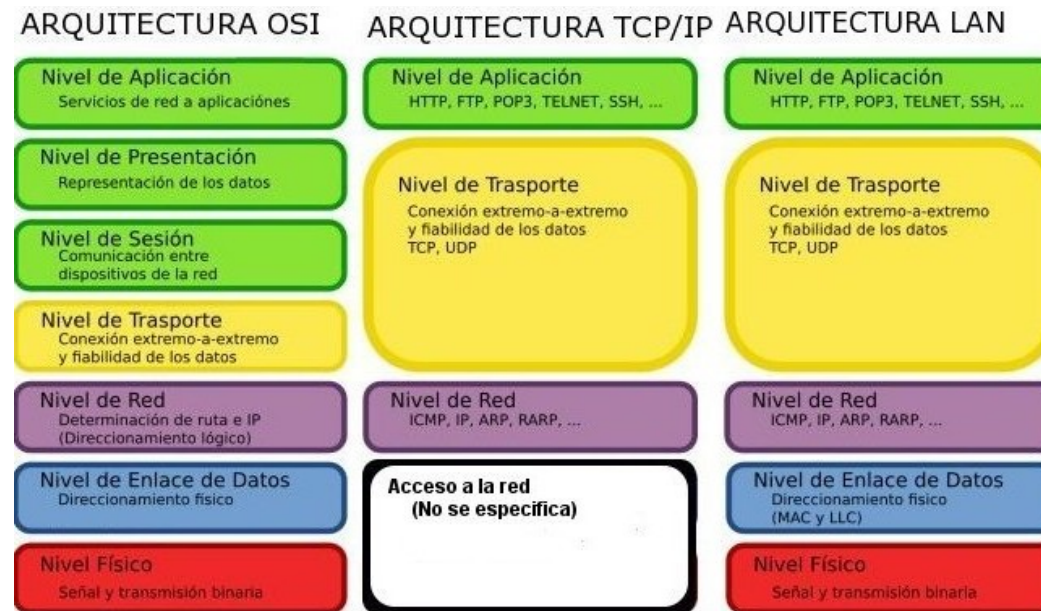 ARQUITECTURA OSI
Nivel de Aplicación
Servicios de red a aplicaciónes
Nivel de Presentación
Representación de los datos
Nivel de Sesión
Comunicación entre
dispositivos de la red
Nivel de Trasporte
Conexión extremo-a-extremo
y fiabilidad de los datos
Nivel de Red
Determinación de ruta e IP
(Direccionamiento lógico)
Nivel de Enlace de Datos
Direccionamiento físico
Nivel Físico
Señal y transmisión binaria
ARQUITECTURA TCP/IP
Nivel de Aplicación
HTTP, FTP, POP3, TELNET, SSH, ...
Nivel de Trasporte
Conexión extremo-a-extremo
y fiabilidad de los datos
TCP, UDP
Nivel de Red
ICMP, IP, ARP, RARP, ...
Acceso a la red
(No se especifica)
ARQUITECTURA LAN
Nivel de Aplicación
HTTP, FTP, POP3, TELNET, SSH, ...
Nivel de Trasporte
Conexión extremo-a-extremo
y fiabilidad de los datos
TCP, UDP
Nivel de Red
ICMP, IP, ARP, RARP, ...
Nivel de Enlace de Datos
Direccionamiento físico
(MAC y LLC)
Nivel Físico
Señal y transmisión binaria